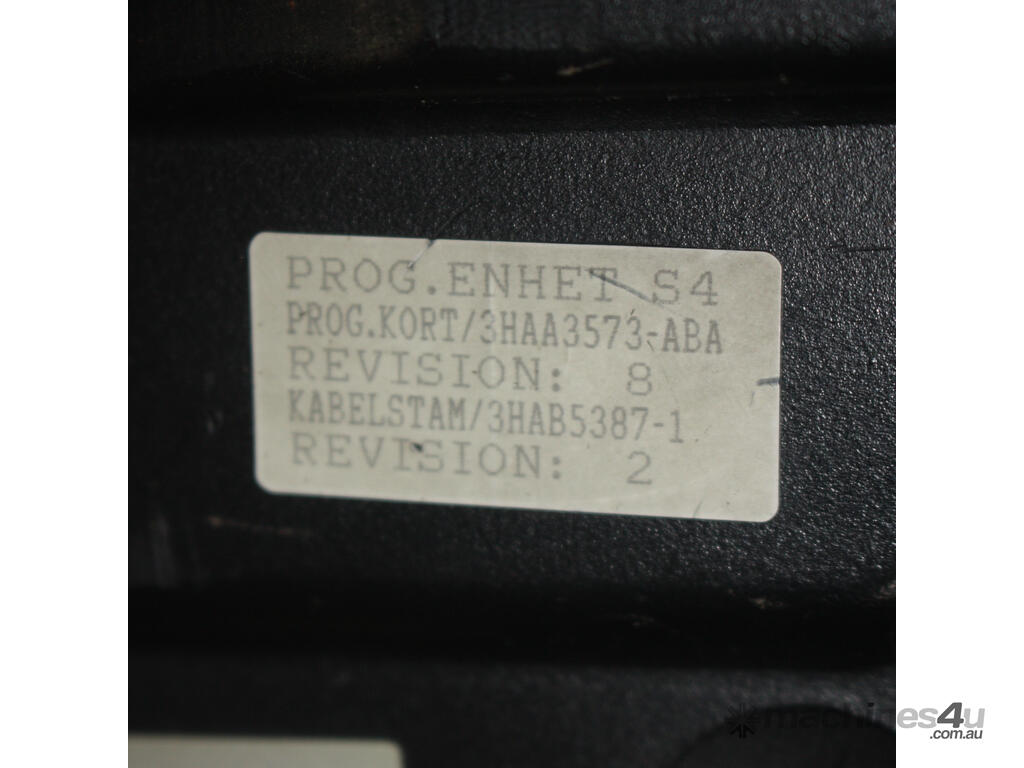 PROG.ENHET S4
PROG.KORT/3HAA3573-ABA
REVISION: 8
KABELSTAM/3HAB5387-1
REVISION: 2
machines4u
.com.au